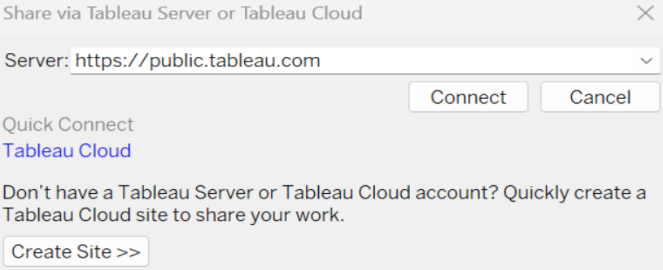 Share via Tableau Server or Tableau Cloud
Server: https://public.tableau.com
Connect Cancel
Quick Connect
Tableau Cloud
Don't have a Tableau Server or Tableau Cloud account? Quickly create a
Tableau Cloud site to share your work.
Create Site >>